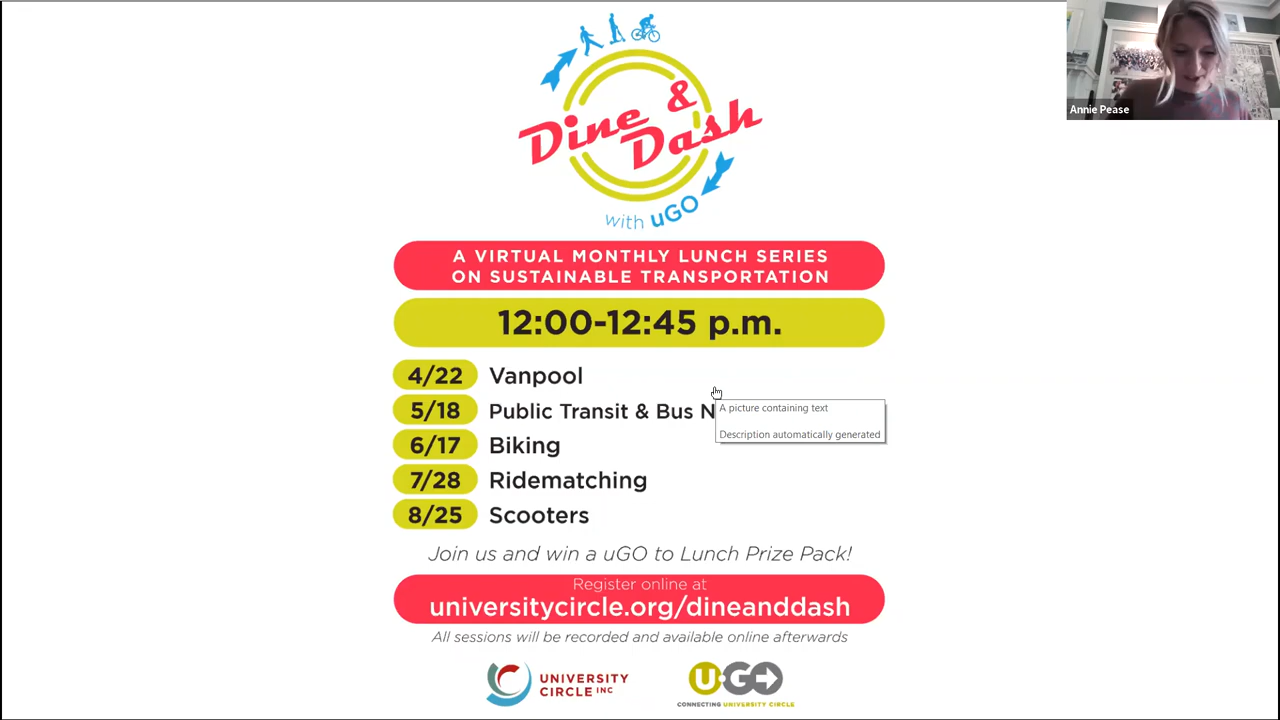 Dine &
Dash
with uGO
A VIRTUAL MONTHLY LUNCH SERIES
ON SUSTAINABLE TRANSPORTATION
12:00-12:45 p.m.
4/22 Vanpool
5/18 Public Transit & Bus N
6/17 Biking
7/28 Ridematching
8/25 Scooters
Join us and win a uGO to Lunch Prize Pack!
Register online at
universitycircle.org/dineanddash
All sessions will be recorded and available online afterwards
UNIVERSITY
CIRCLE INC
UGO
CONNECTING UNIVERSITY CIRCLE
A picture containing text
Description automatically generated
Annie Pease